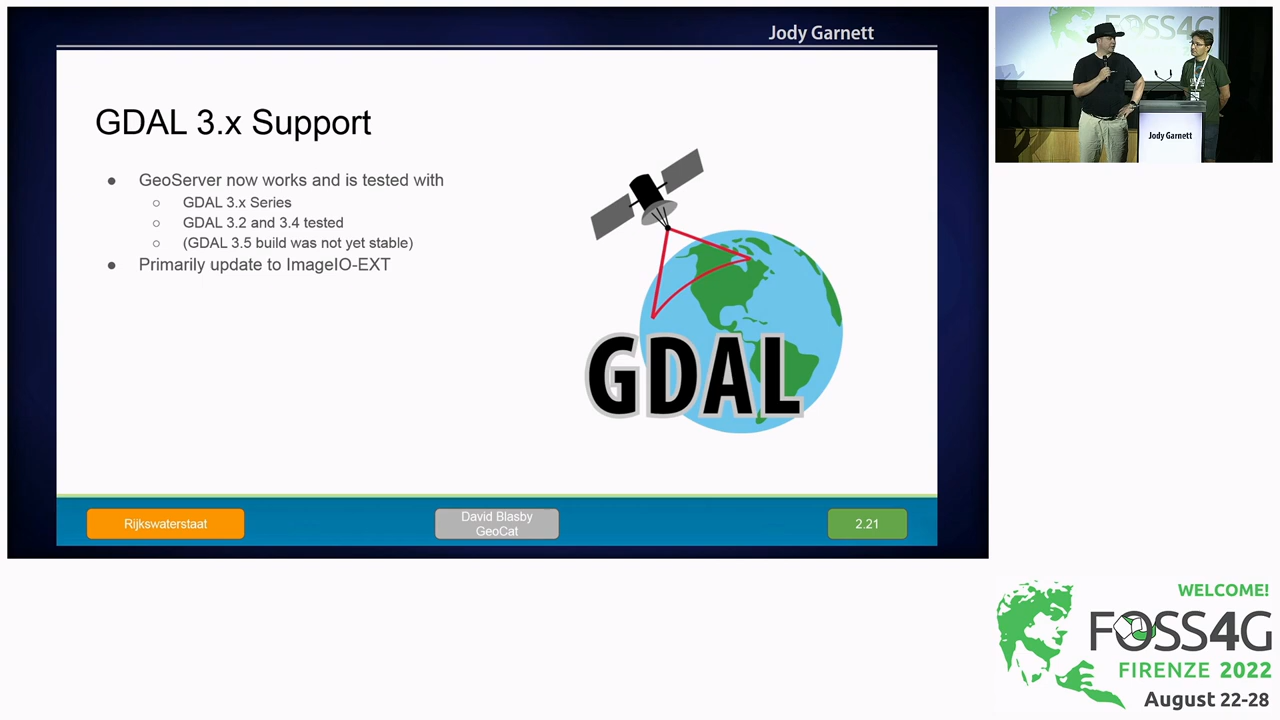 Jody Garnett
GDAL 3.x Support
● GeoServer now works and is tested with
○ GDAL 3.x Series
○ GDAL 3.2 and 3.4 tested
○ (GDAL 3.5 build was not yet stable)
● Primarily update to ImageIO-EXT
GDAL
Rijkswaterstaat
David Blasby
GeoCat
2.21
FOSS4G
Jody Garnett
WELCOME!
FOSS4G
FIRENZE 2022
August 22-28